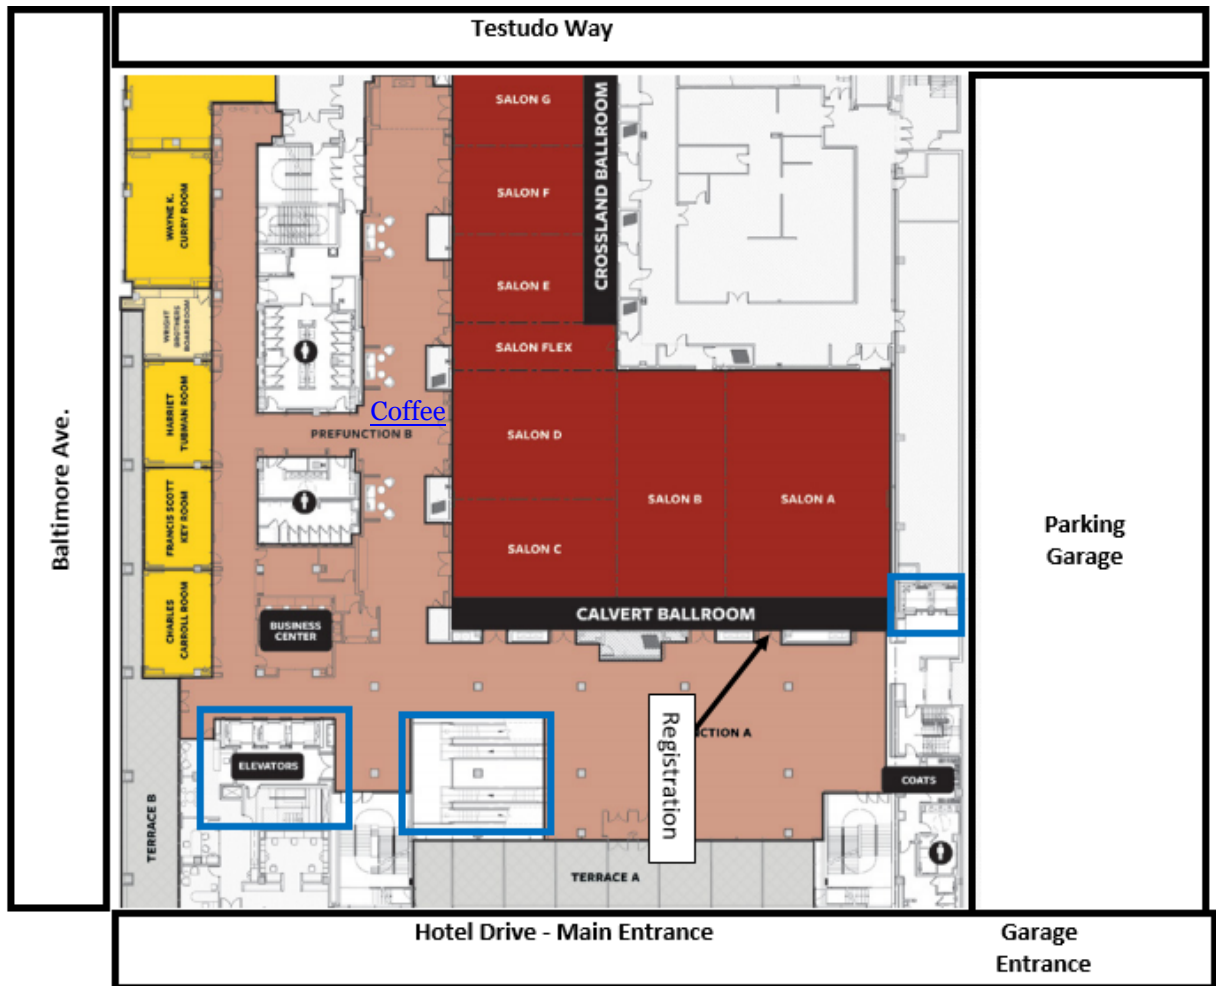 Testudo Way
Baltimore Ave.
SALON G
CROSSLAND BALLROOM
SALON F
WAYNE K.
CURRY ROOM
SALON E
WRIGHT
BROTHERS
BOARDROOM
SALON FLEX
HARRIET
TUBMAN ROOM
Coffee
PREFUNCTION B
SALON D
FRANCIS SCOTT
KEY ROOM
SALON B
SALON A
Parking
Garage
SALON C
CHARLES
CARROLL ROOM
CALVERT BALLROOM
BUSINESS
CENTER
Registration
CTION A
ELEVATORS
COATS
TERRACE B
TERRACE A
Hotel Drive - Main Entrance
Garage
Entrance